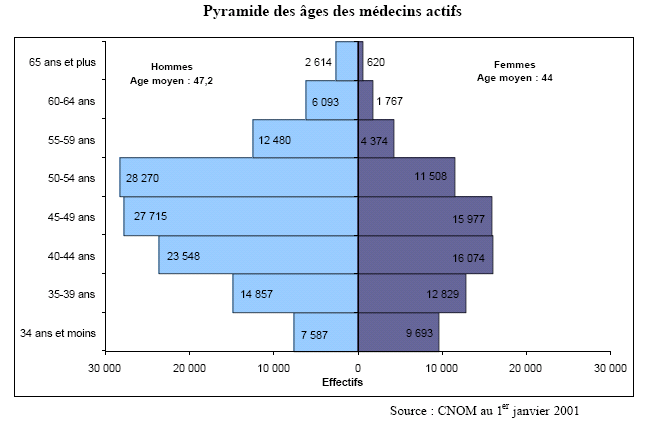 Pyramide des âges des médecins actifs
Hommes
Age moyen : 47,2
Femmes
Age moyen : 44
65 ans et plus 2 614 620
60-64 ans 6 093 1 767
55-59 ans 12 480 4 374
50-54 ans 28 270 11 508
45-49 ans 27 715 15 977
40-44 ans 23 548 16 074
35-39 ans 14 857 12 829
34 ans et moins 7 587 9 693
30 000 20 000 10 000 0 10 000 20 000 30 000
Effectifs
Source : CNOM au 1er janvier 2001